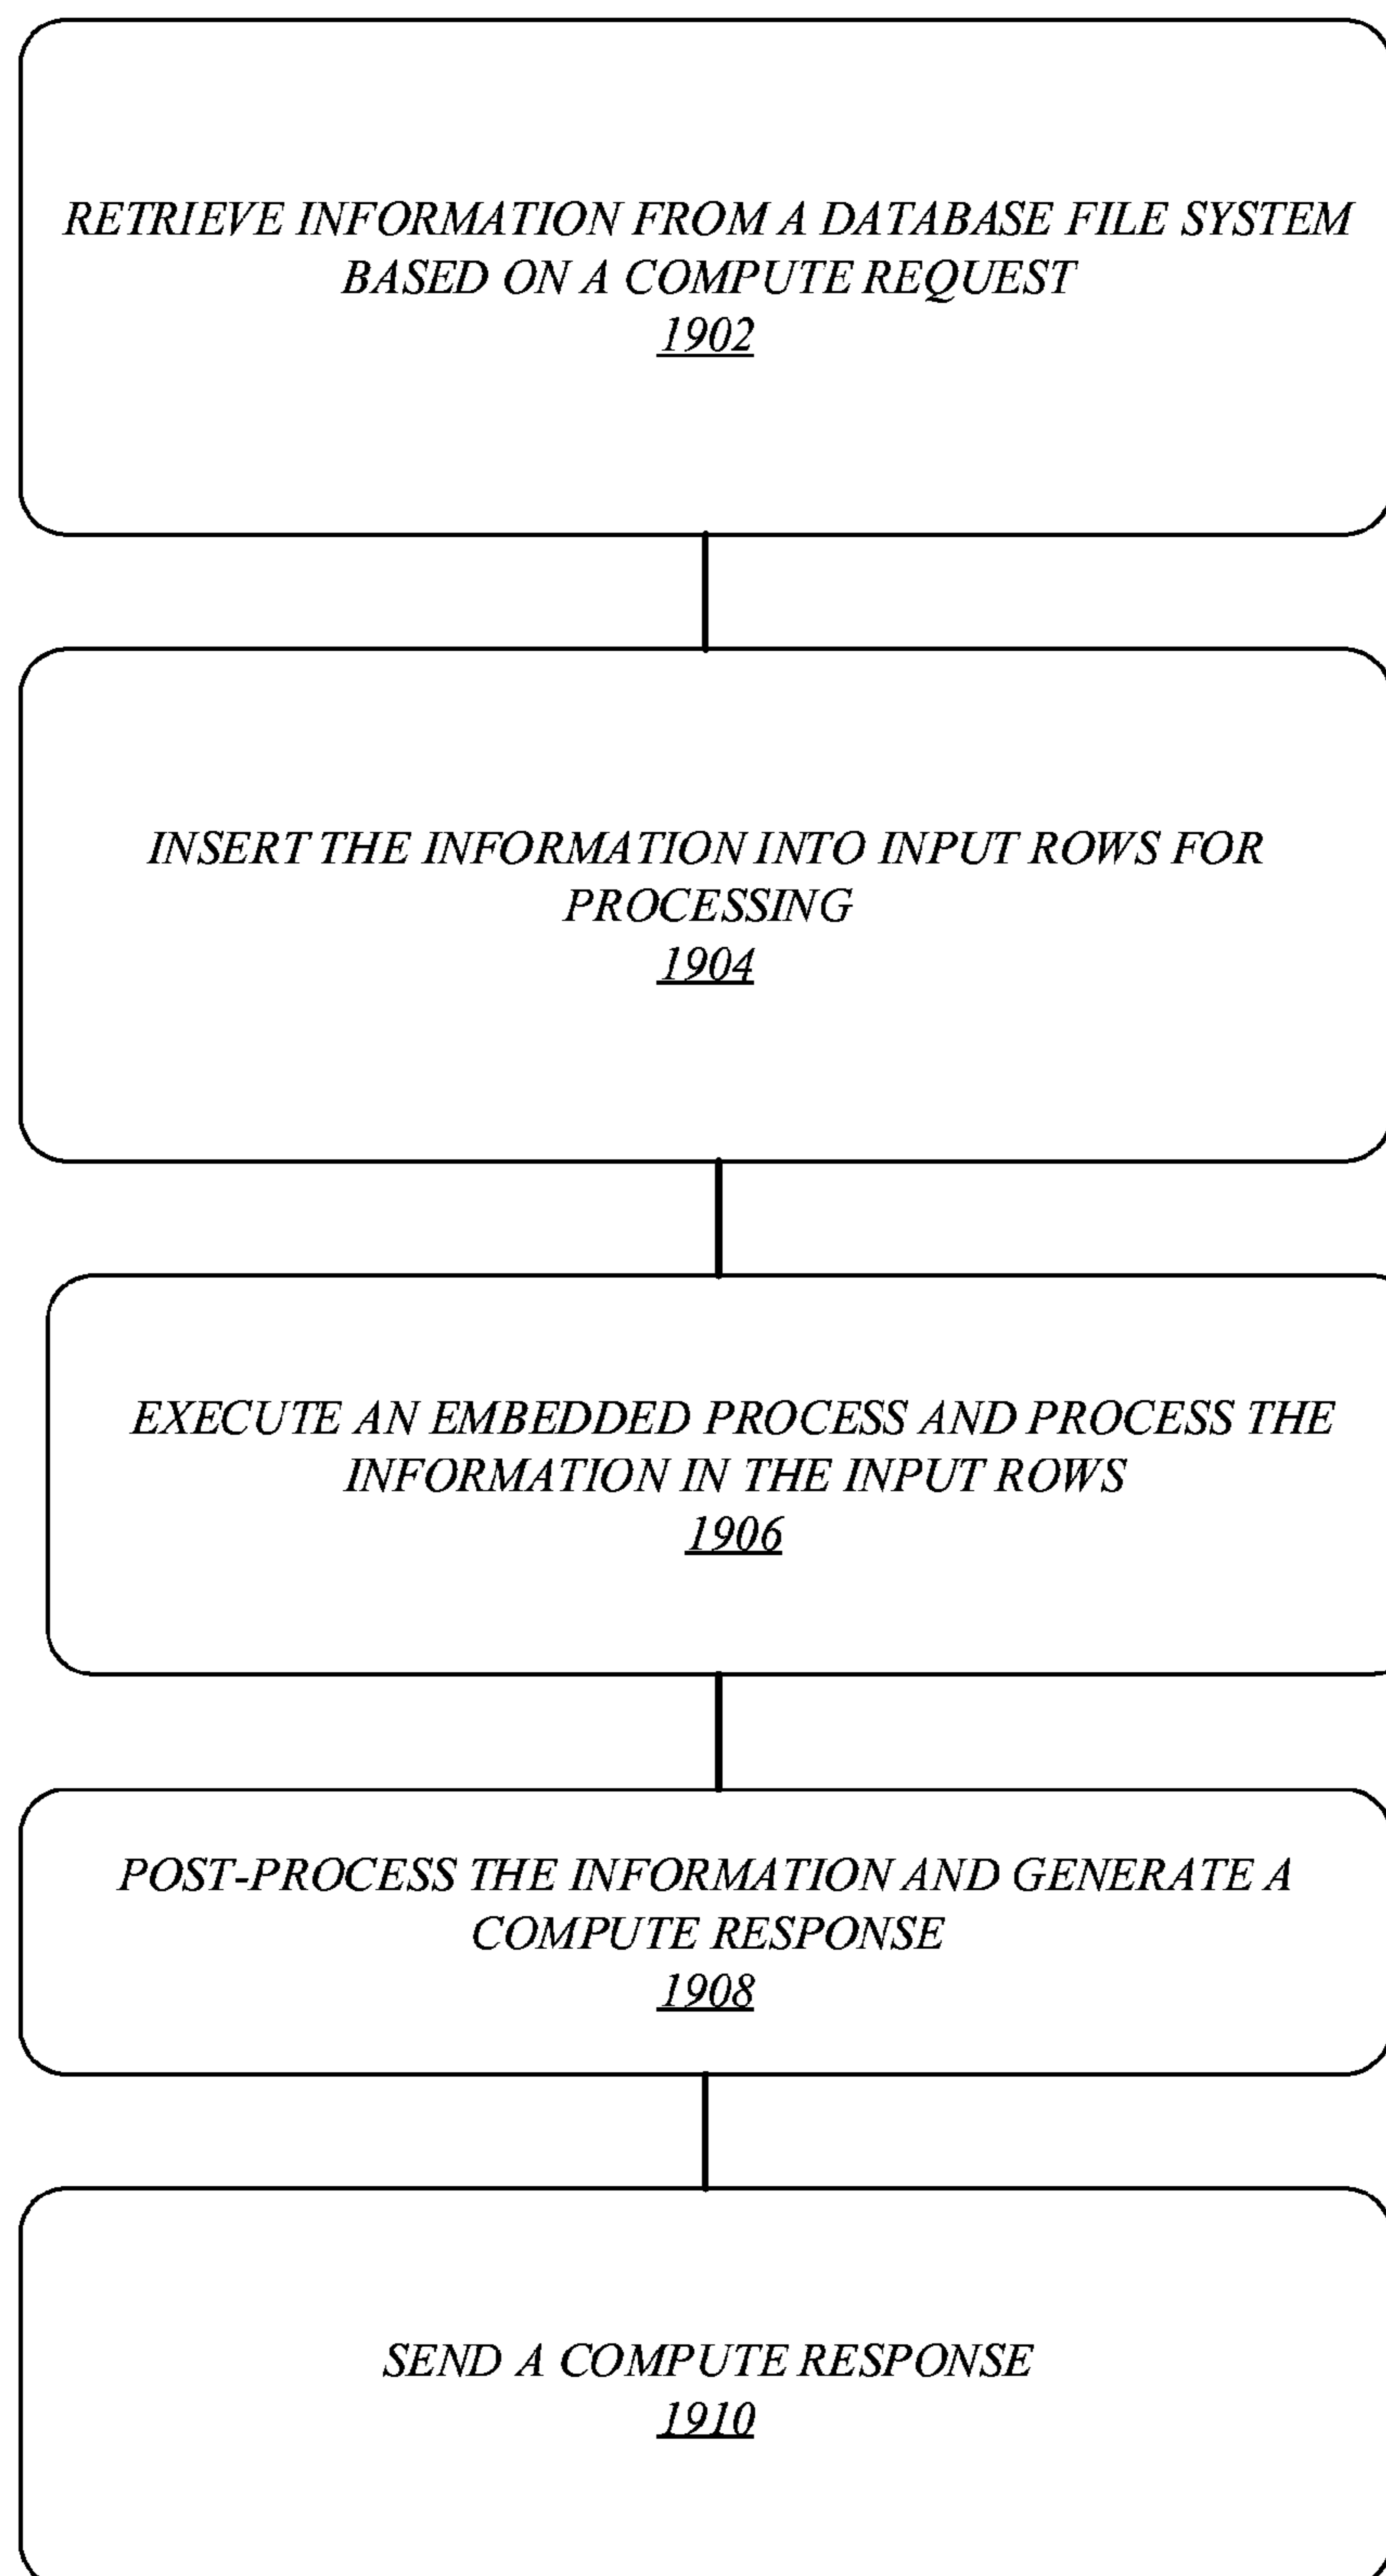 RETRIEVE INFORMATION FROM A DATABASE FILE SYSTEM
BASED ON A COMPUTE REQUEST
1902
INSERT THE INFORMATION INTO INPUT ROWS FOR
PROCESSING
1904
EXECUTE AN EMBEDDED PROCESS AND PROCESS THE
INFORMATION IN THE INPUT ROWS
1906
POST-PROCESS THE INFORMATION AND GENERATE A
COMPUTE RESPONSE
1908
SEND A COMPUTE RESPONSE
1910